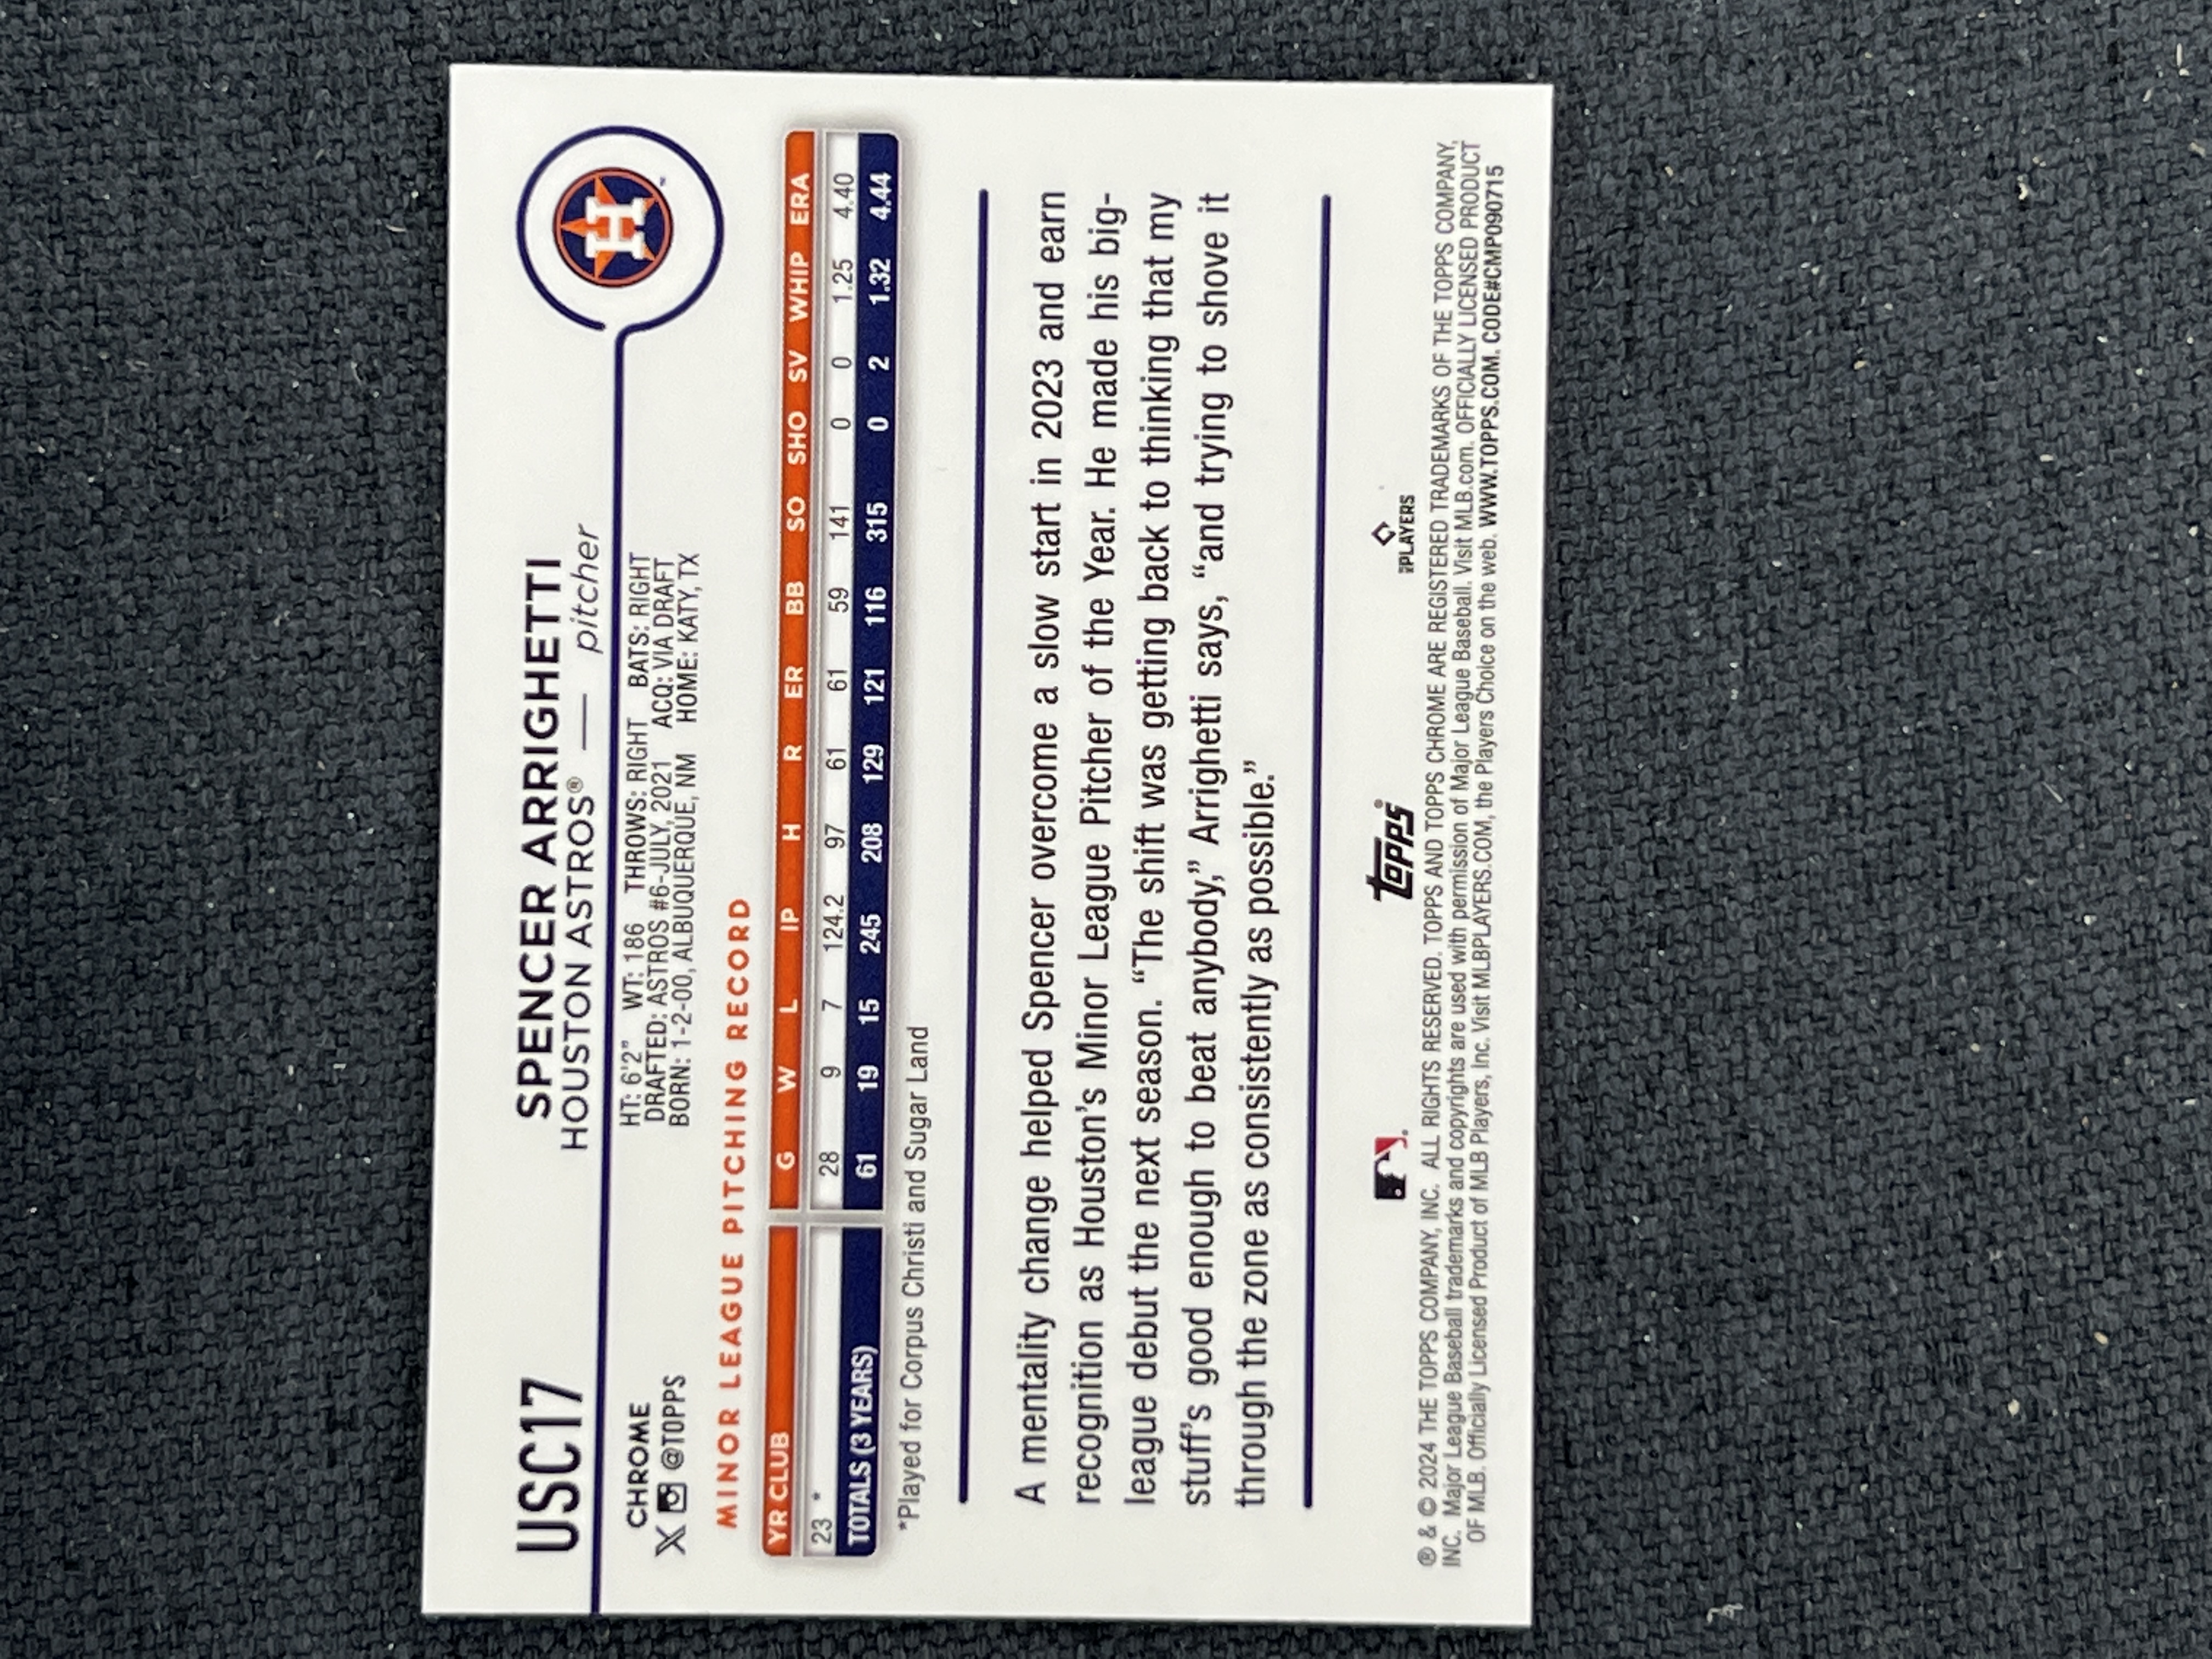 USC17
SPENCER ARRIGHETTI
HOUSTON ASTROS® — pitcher
CHROME
@TOPPS
HT: 6'2" WT: 186 THROWS: RIGHT BATS: RIGHT
DRAFTED: ASTROS #6-JULY, 2021 ACQ: VIA DRAFT
BORN: 1-2-00, ALBUQUERQUE, NM HOME: KATY, TX
H
MINOR LEAGUE PITCHING RECORD
YR CLUB G W L IP H R ER BB SO SHO SV WHIP ERA
23 * 28 9 7 124.2 97 61 61 59 141 0 0 1.25 4.40
TOTALS (3 YEARS) 61 19 15 245 208 129 121 116 315 0 2 1.32 4.44
*Played for Corpus Christi and Sugar Land
A mentality change helped Spencer overcome a slow start in 2023 and earn
recognition as Houston's Minor League Pitcher of the Year. He made his big-
league debut the next season. “The shift was getting back to thinking that my
stuff's good enough to beat anybody,” Arrighetti says, “and trying to shove it
through the zone as consistently as possible.”
topps®
PLAYERS
® & © 2024 THE TOPPS COMPANY, INC. ALL RIGHTS RESERVED. TOPPS AND TOPPS CHROME ARE REGISTERED TRADEMARKS OF THE TOPPS COMPANY,
INC. Major League Baseball trademarks and copyrights are used with permission of Major League Baseball. Visit MLB.com. OFFICIALLY LICENSED PRODUCT
OF MLB. Officially Licensed Product of MLB Players, Inc. Visit MLBPLAYERS.COM, the Players Choice on the web. WWW.TOPPS.COM. CODE#CMP090715